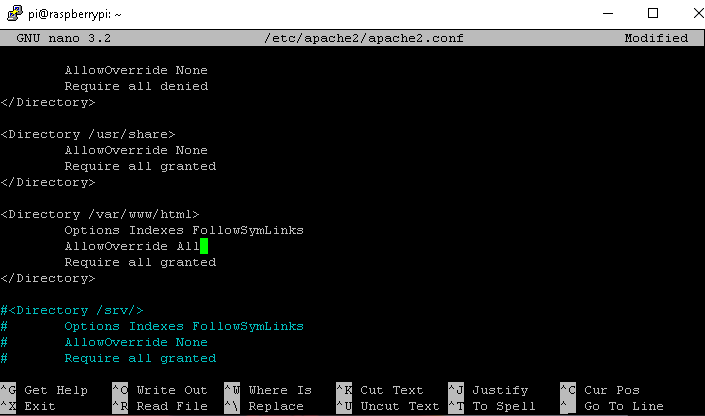 pi@raspberrypi: ~
GNU nano 3.2 /etc/apache2/apache2.conf Modified
AllowOverride None
Require all denied
</Directory>
<Directory /usr/share>
AllowOverride None
Require all granted
</Directory>
<Directory /var/www/html>
Options Indexes FollowSymLinks
AllowOverride All
Require all granted
</Directory>
#<Directory /srv/>
# Options Indexes FollowSymLinks
# AllowOverride None
# Require all granted
^G Get Help ^O Write Out ^W Where Is ^K Cut Text ^J Justify ^C Cur Pos
^X Exit ^R Read File ^\ Replace ^U Uncut Text ^T To Spell ^_ Go To Line